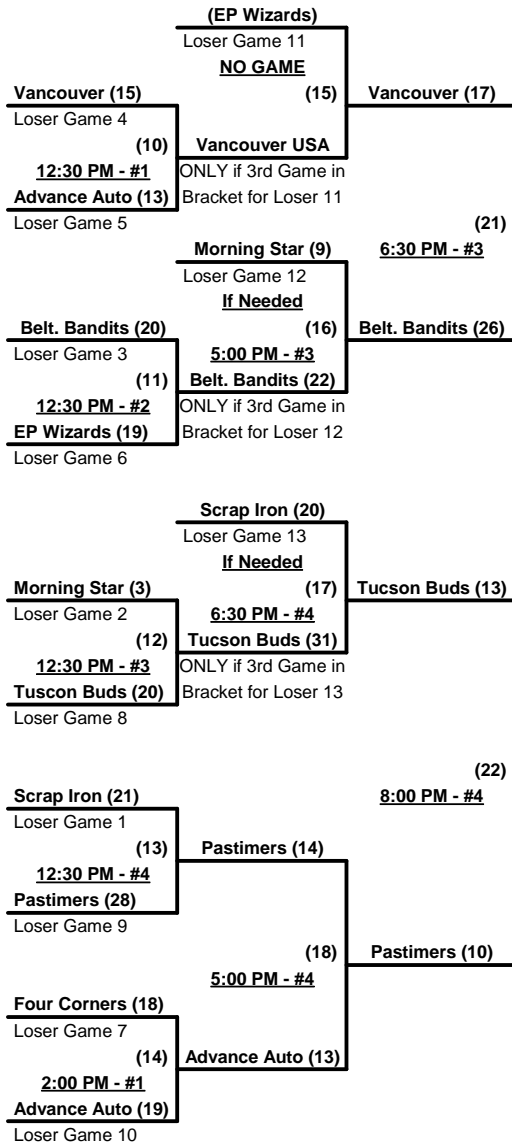 (EP Wizards)
Loser Game 11
NO GAME
Vancouver (15)
(15)
Vancouver (17)
Loser Game 4
(10)
Vancouver USA
12:30 PM - #1
ONLY if 3rd Game in
Advance Auto (13)
Bracket for Loser 11
Loser Game 5
(21)
Morning Star (9)
6:30 PM - #3
Loser Game 12
If Needed
Belt. Bandits (20)
(16)
Belt. Bandits (26)
Loser Game 3
5:00 PM - #3
(11)
Belt. Bandits (22)
12:30 PM - #2
ONLY if 3rd Game in
EP Wizards (19)
Bracket for Loser 12
Loser Game 6
Scrap Iron (20)
Loser Game 13
If Needed
Morning Star (3)
(17)
Tucson Buds (13)
Loser Game 2
6:30 PM - #4
(12)
Tucson Buds (31)
12:30 PM - #3
ONLY if 3rd Game in
Tuscon Buds (20)
Bracket for Loser 13
Loser Game 8
(22)
Scrap Iron (21)
8:00 PM - #4
Loser Game 1
(13)
Pastimers (14)
12:30 PM - #4
Pastimers (28)
Loser Game 9
(18)
Pastimers (10)
5:00 PM - #4
Four Corners (18)
Loser Game 7
(14)
Advance Auto (13)
2:00 PM - #1
Advance Auto (19)
Loser Game 10